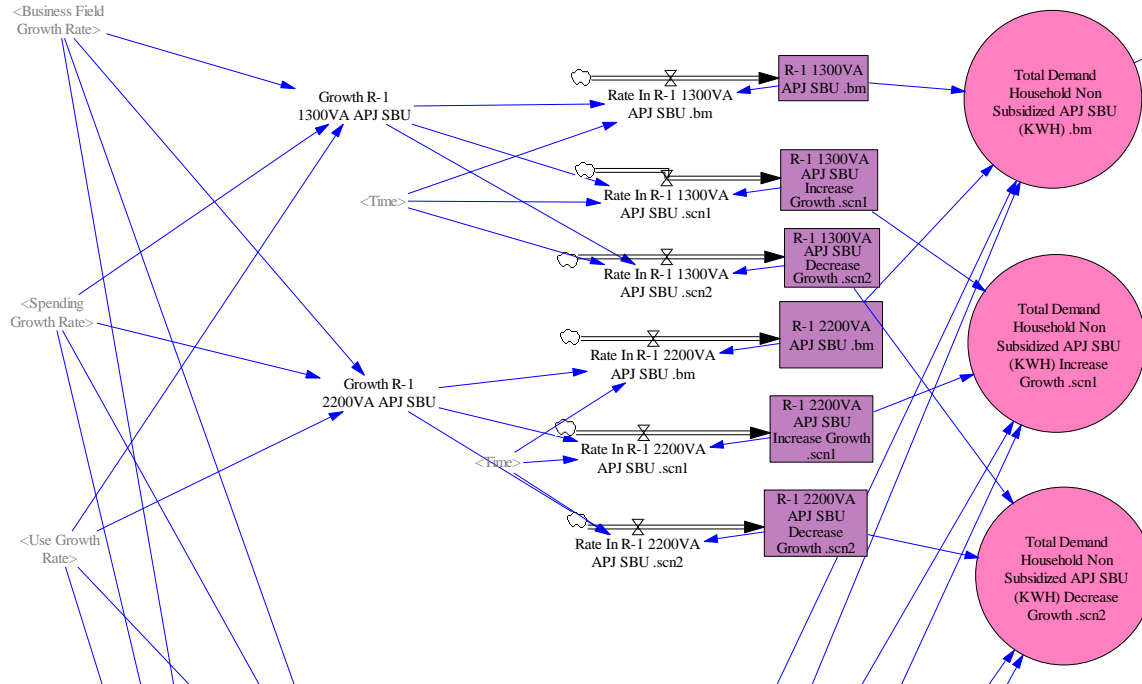 <Business Field
Growth Rate>
Growth R-1
1300VA APJ SBU
Rate In R-1 1300VA
APJ SBU .bm
R-1 1300VA
APJ SBU .bm
Total Demand
Household Non
Subsidized APJ SBU
(KWH) .bm
<Time>
Rate In R-1 1300VA
APJ SBU .scn1
R-1 1300VA
APJ SBU
Increase
Growth .scn1
Rate In R-1 1300VA
APJ SBU .scn2
R-1 1300VA
APJ SBU
Decrease
Growth .scn2
<Spending
Growth Rate>
Growth R-1
2200VA APJ SBU
Rate In R-1 2200VA
APJ SBU .bm
R-1 2200VA
APJ SBU .bm
Total Demand
Household Non
Subsidized APJ SBU
(KWH) Increase
Growth .scn1
<Time>
Rate In R-1 2200VA
APJ SBU .scn1
R-1 2200VA
APJ SBU
Increase Growth
.scn1
<Use Growth
Rate>
Rate In R-1 2200VA
APJ SBU .scn2
R-1 2200VA
APJ SBU
Decrease
Growth .scn2
Total Demand
Household Non
Subsidized APJ SBU
(KWH) Decrease
Growth .scn2